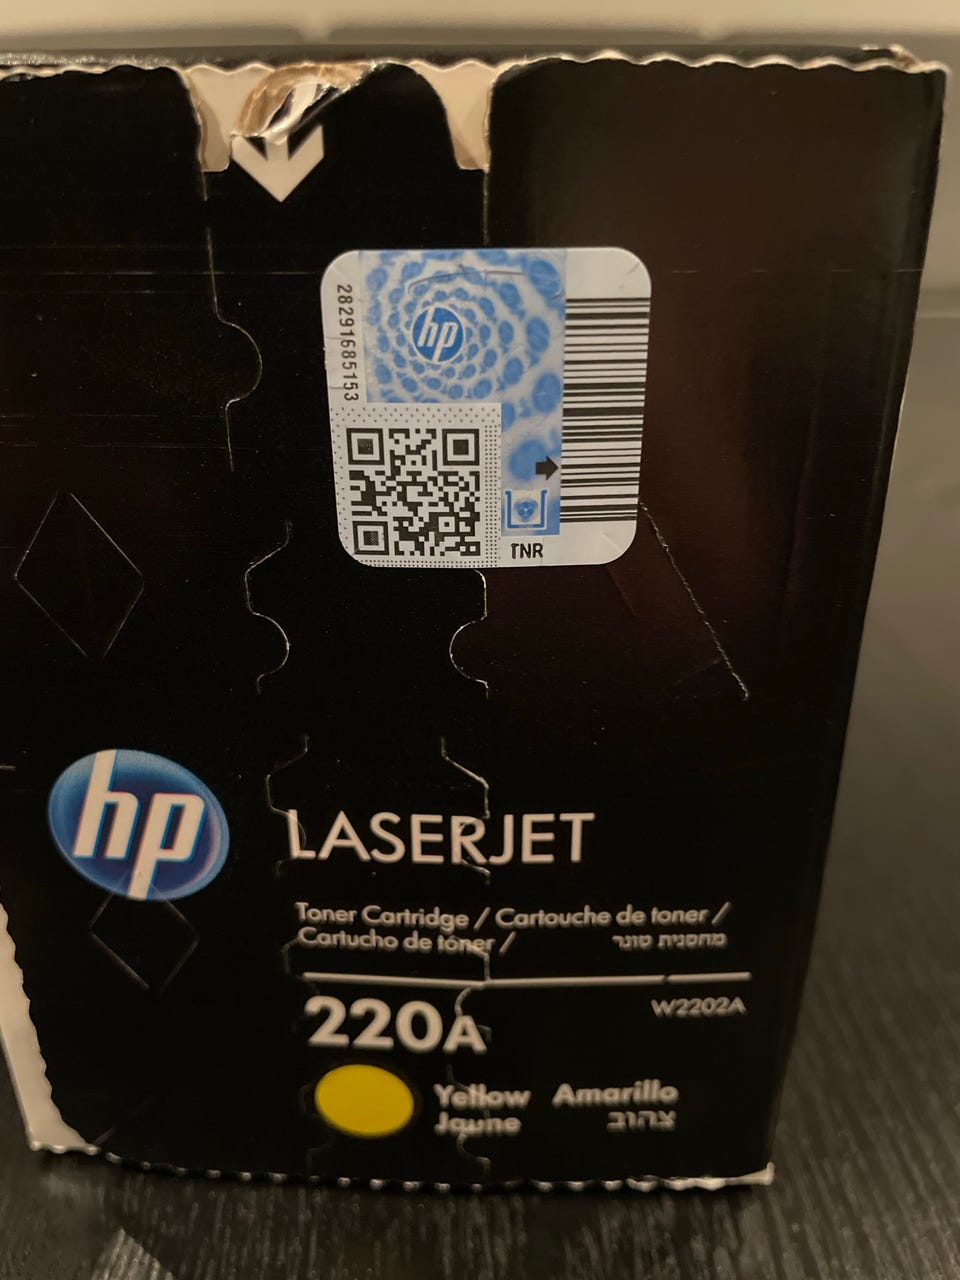 28291685153
hp
TNR
hp
LASERJET
Toner Cartridge / Cartouche de toner /
Cartucho de tóner / מחסנית טונר
220A W2202A
Yellow Amarillo
Jaune צהוב